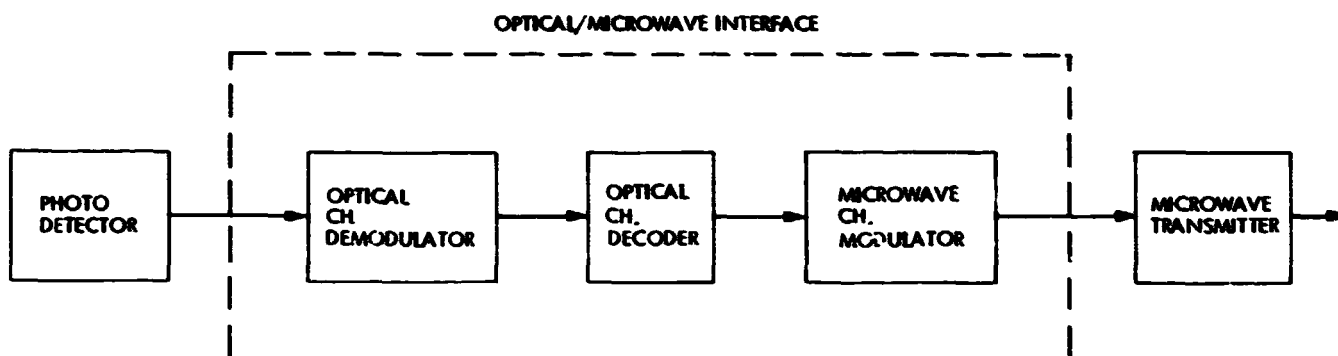 OPTICAL/MICROWAVE INTERFACE
PHOTO
DETECTOR
OPTICAL
CH.
DEMODULATOR
OPTICAL
CH.
DECODER
MICROWAVE
CH.
MODULATOR
MICROWAVE
TRANSMITTER